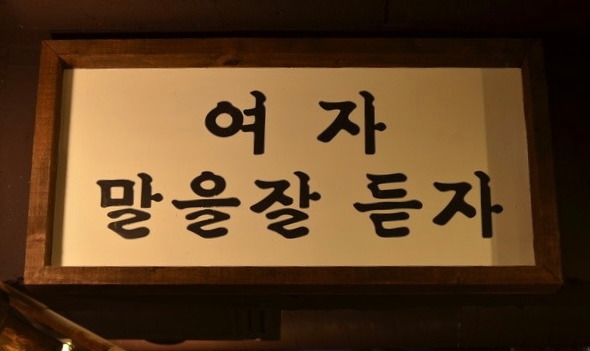 여 자
말을잘 듣자